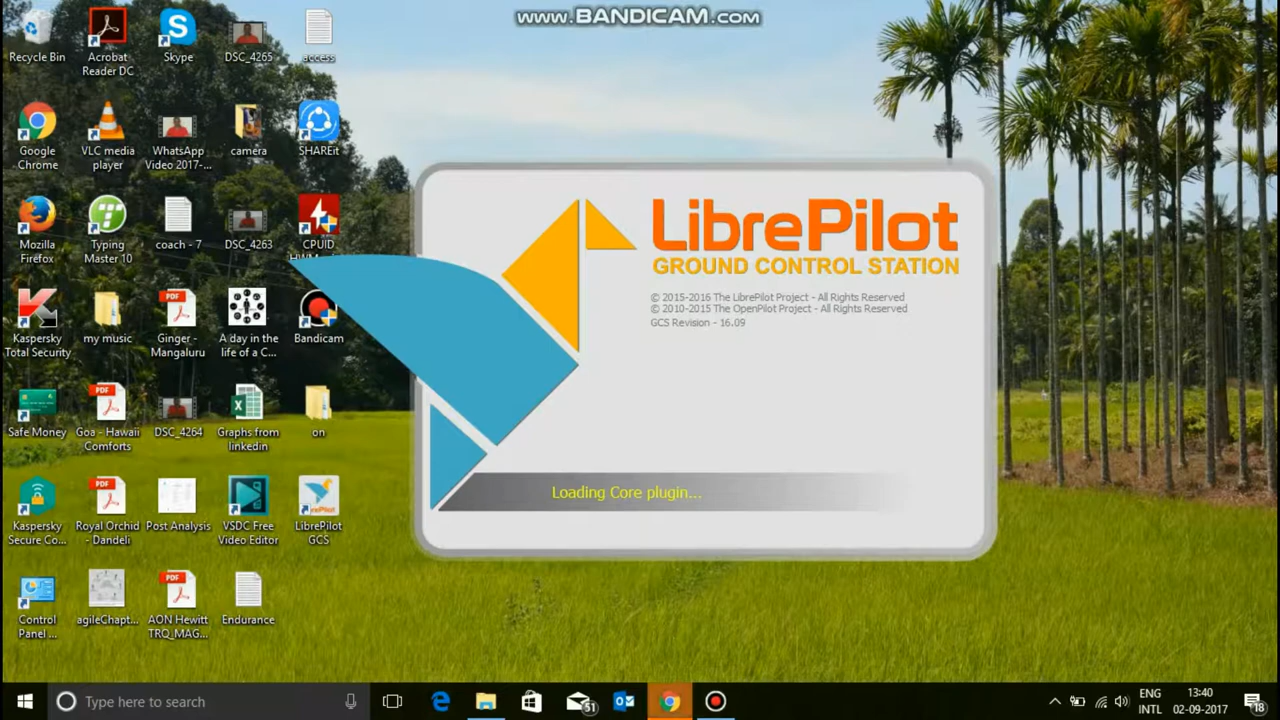 www.BANDICAM.com
Recycle Bin
Acrobat
Reader DC
Skype
DSC_4265
access
Google
Chrome
VLC media
player
WhatsApp
Video 2017-...
camera
SHAREit
Mozilla
Firefox
Typing
Master 10
coach - 7
DSC_4263
CPUID
Kaspersky
Total Security
my music
PDF
Ginger -
Mangaluru
A day in the
life of a C...
Bandicam
Safe Money
PDF
Goa - Hawaii
Comforts
DSC_4264
Graphs from
linkedin
on
Kaspersky
Secure Co...
PDF
Royal Orchid
- Dandeli
Post Analysis
VSDC Free
Video Editor
LibrePilot
GCS
Control
Panel ...
agileChapt...
PDF
AON Hewitt
TRQ_MAG...
Endurance
LibrePilot
GROUND CONTROL STATION
© 2015-2016 The LibrePilot Project - All Rights Reserved
© 2010-2015 The OpenPilot Project - All Rights Reserved
GCS Revision - 16.09
Loading Core plugin...
Type here to search
51
ENG
INTL
13:40
02-09-2017
18